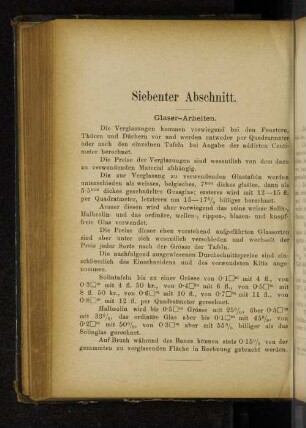 Siebenter Abschnitt.
Glaser-Arbeiten.
Die Verglasungen kommen vorwiegend bei den Fenstern,
Thüren und Dächern vor und werden entweder per Quadratmeter
oder nach den einzelnen Tafeln bei Angabe der addirten Centi-
meter berechnet.
Die Preise der Verglasungen sind wesentlich von dem dazu
zu verwendenden Material abhängig.
Die zur Verglasung zu verwendenden Glastafeln werden
unterschieden als weisses, belgisches, 7mm dickes glattes, dann als
5·5mm dickes geschnürltes Gussglas; ersteres wird mit 12—15 fl.
per Quadratmetre, letzteres um 15—17%, billiger berechnet.
Ausser diesen wird aber vorwiegend das reine weisse Solin-,
Halbsolin und das ordinäre, wellen-, rippen-, blasen- und knopf-
freie Glas verwendet.
Die Preise dieser eben vorstehend aufgeführten Glassorten
sind aber unter sich wesentlich verschieden und wechselt der
Preis jeder Sorte nach der Grösse der Tafeln.
Die nachfolgend ausgewiesenen Durchschnittspreise sind ein-
schliesslich des Einschneidens und des verwendeten Kitts ange-
nommen.
Solintafeln bis zu einer Grösse von 0·1□m mit 4 fl., von
0·3□m mit 4 fl. 50 kr., von 0·4□m mit 6 fl., von 0·5□m mit
8 fl. 50 kr., von 0·6□m mit 10 fl., von 0·7□m mit 11 fl., von
0·8□m mit 12 fl. per Quadratmeter gerechnet.
Halbsolin wird bis 0·5□m Grösse mit 25%, über 0·5□m
mit 33%, das ordinäre Glas aber bis 0·1□m mit 45%, von
0·2□m mit 50%, von 0·3□m aber mit 55% billiger als das
Solinglas gerechnet.
Auf Bruch während des Baues können stets 0·15% von der
gesammten zu verglasenden Fläche in Rechnung gebracht werden.